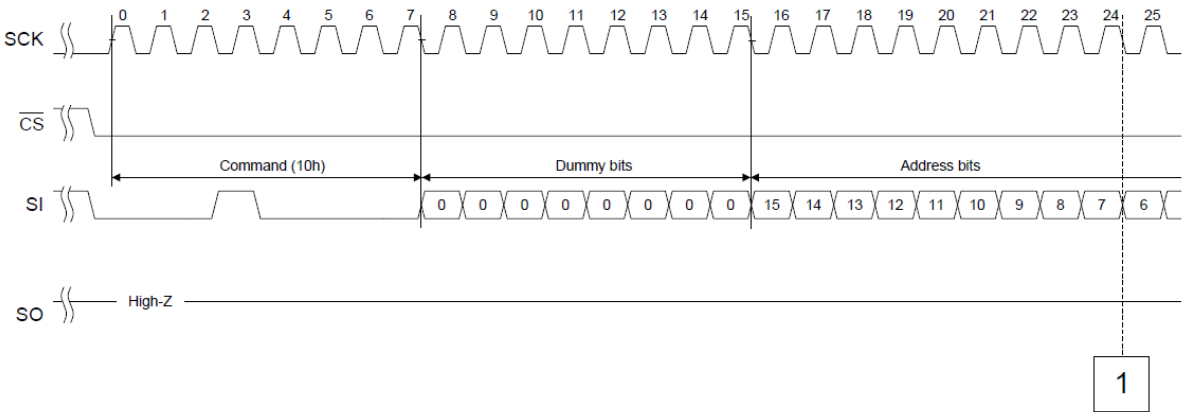 0 1 2 3 4 5 6 7 8 9 10 11 12 13 14 15 16 17 18 19 20 21 22 23 24 25
SCK
CS
Command (10h) Dummy bits Address bits
SI 0 0 0 0 0 0 0 0 15 14 13 12 11 10 9 8 7 6
High-Z
SO
1